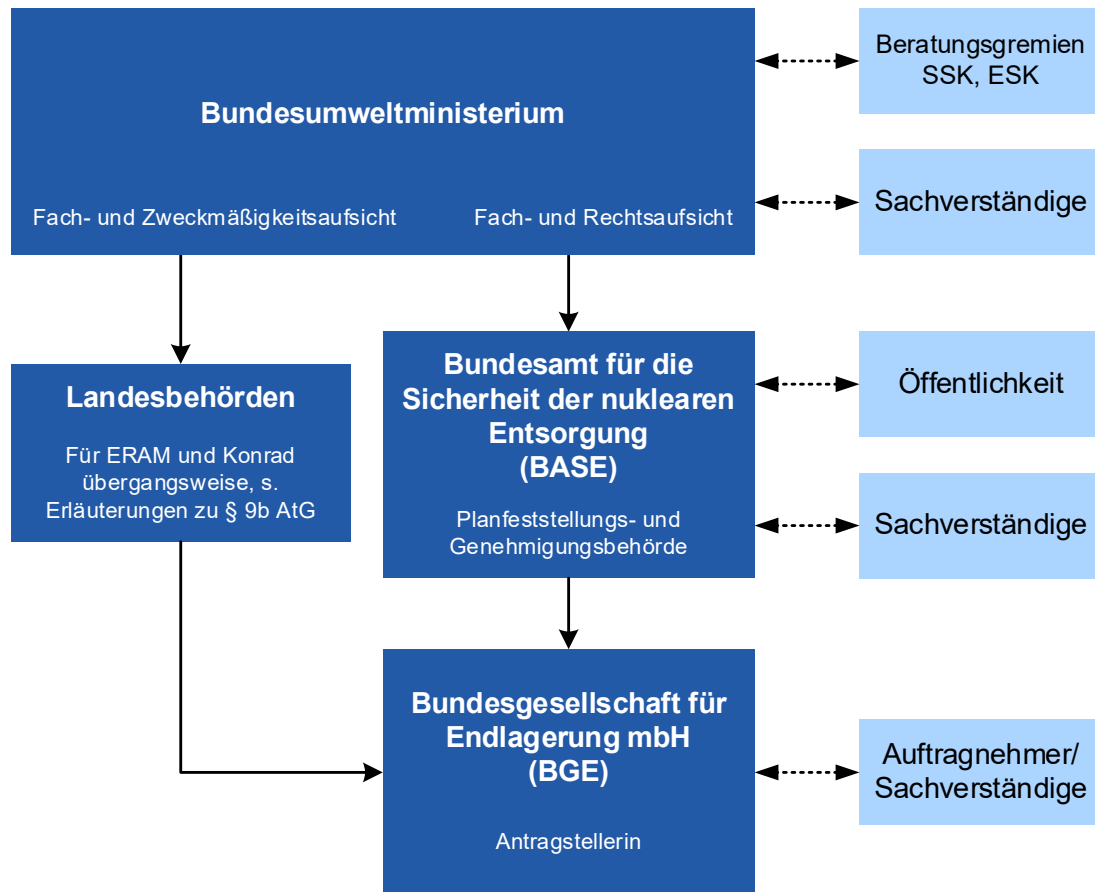 Bundesumweltministerium
Fach- und Zweckmäßigkeitsaufsicht
Fach- und Rechtsaufsicht
Beratungsgremien
SSK, ESK
Sachverständige
Landesbehörden
Für ERAM und Konrad
übergangsweise, s.
Erläuterungen zu § 9b AtG
Bundesamt für die
Sicherheit der nuklearen
Entsorgung
(BASE)
Planfeststellungs- und
Genehmigungsbehörde
Öffentlichkeit
Sachverständige
Bundesgesellschaft für
Endlagerung mbH
(BGE)
Antragstellerin
Auftragnehmer/
Sachverständige